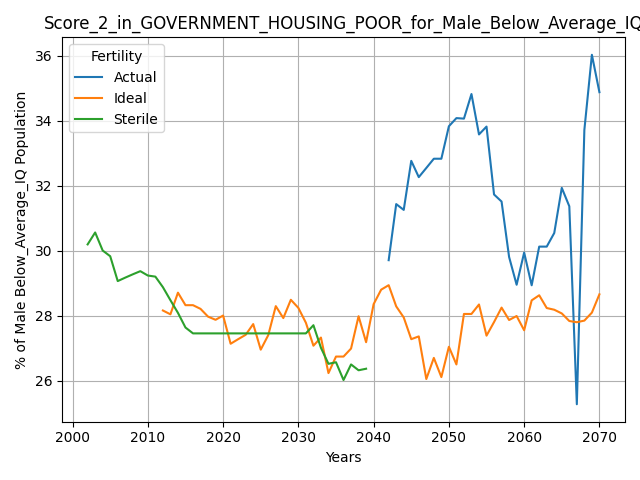 Score_2_in_GOVERNMENT_HOUSING_POOR_for_Male_Below_Average_IQ
Fertility
Actual
Ideal
Sterile
% of Male Below_Average_IQ Population
36
34
32
30
28
26
2000 2010 2020 2030 2040 2050 2060 2070
Years